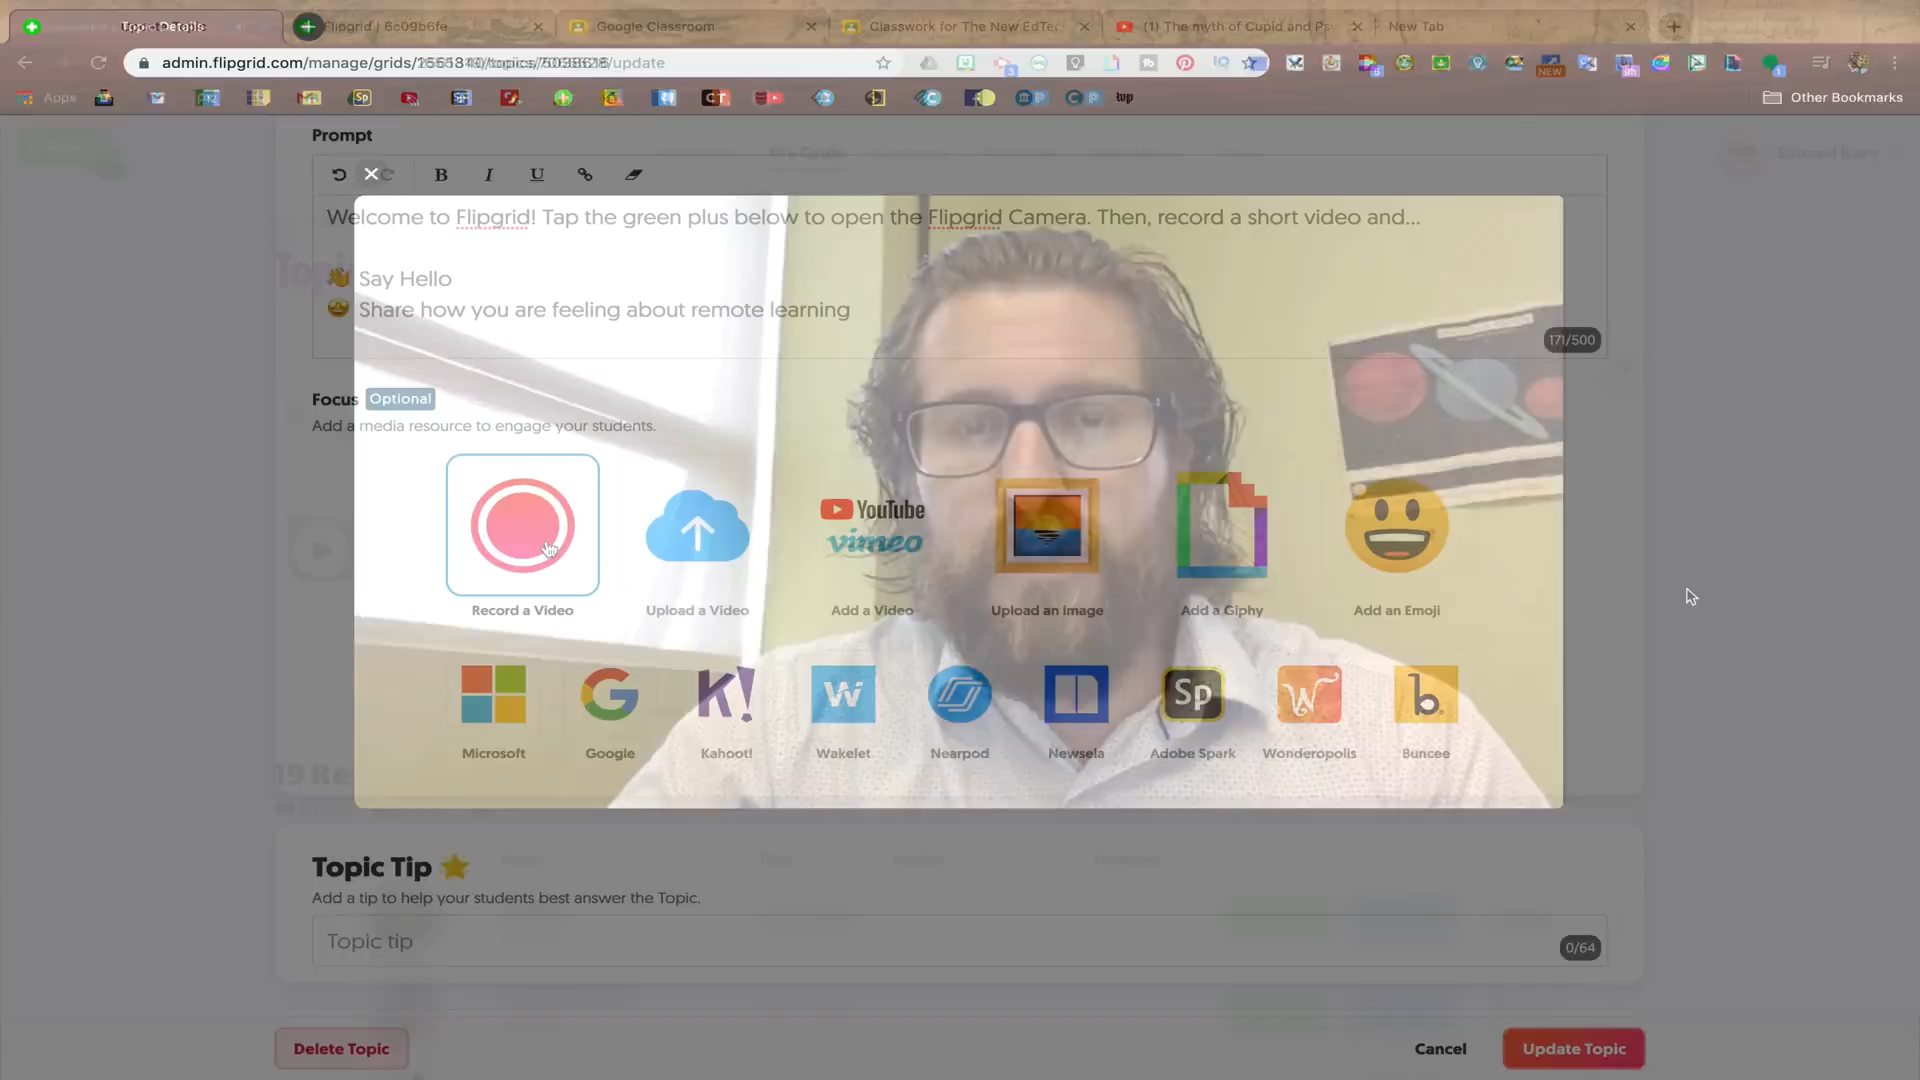 Topic Details
Flipgrid | 6c09b6fe
Google Classroom
Classwork for The New EdTec
(1) The myth of Cupid and Ps
New Tab
admin.flipgrid.com/manage/grids/
/topics/
/update
Apps
Other Bookmarks
Prompt
B I U
Welcome to Flipgrid! Tap the green plus below to open the Flipgrid Camera. Then, record a short video and...
👋 Say Hello
🤩 Share how you are feeling about remote learning
171/500
Focus Optional
Add a media resource to engage your students.
YouTube
vimeo
Record a Video
Upload a Video
Add a Video
Upload an image
Add a Giphy
Add an Emoji
K!
w
Sp
W
b
Microsoft
Google
Kahoot!
Wakelet
Nearpod
Newsela
Adobe Spark
Wonderopolis
Buncee
Topic Tip ⭐
Add a tip to help your students best answer the Topic.
Topic tip
0/64
Delete Topic
Cancel
Update Topic